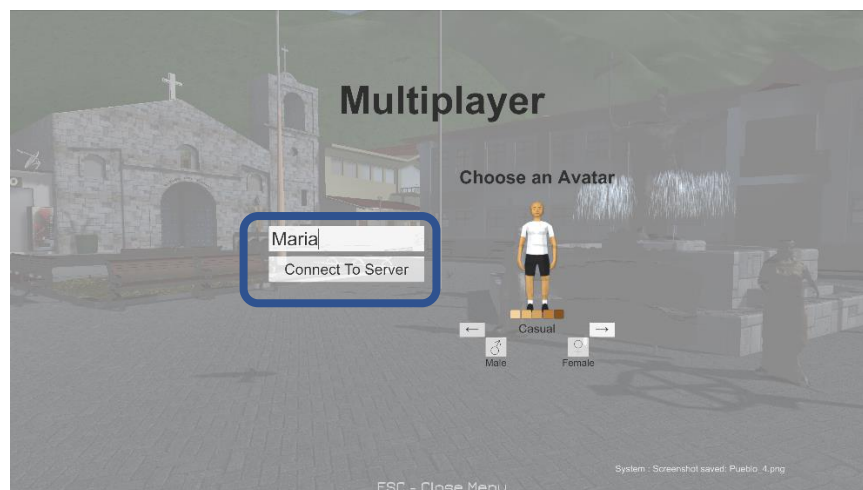 Multiplayer
Choose an Avatar
Maria
Connect To Server
←
Casual
→
Male
Female
System : Screenshot saved: Pueblo_4.png
ESC - Close Menu